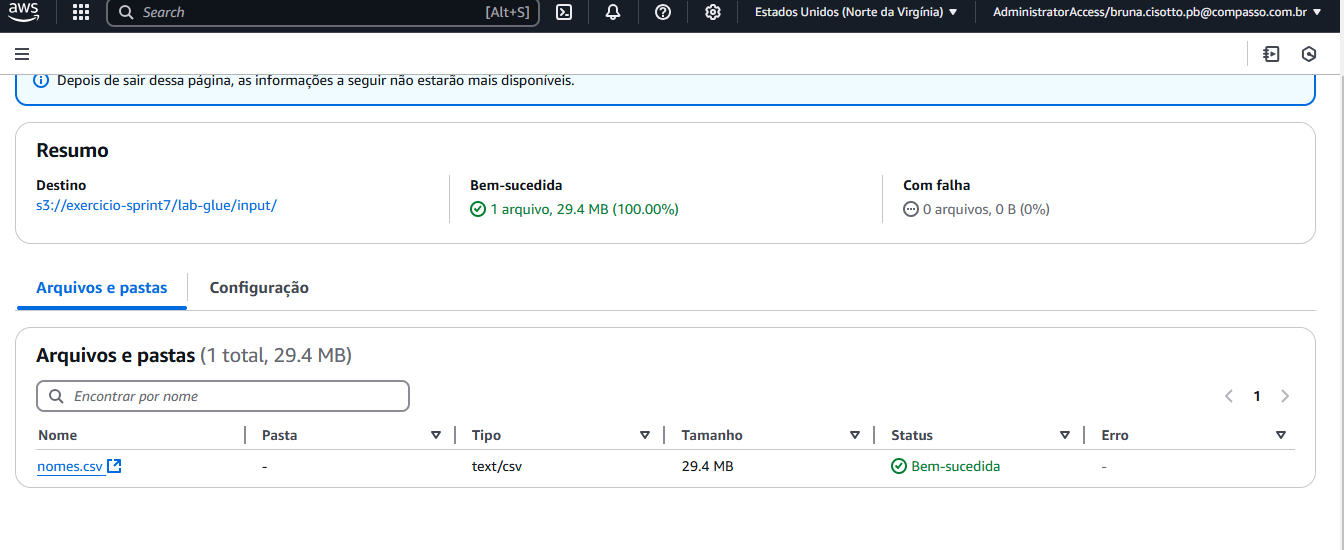 aws Search [Alt+S] Estados Unidos (Norte da Virgínia) AdministratorAccess/bruna.cisotto.pb@compasso.com.br
Depois de sair dessa página, as informações a seguir não estarão mais disponíveis.
Resumo
Destino
s3://exercicio-sprint7/lab-glue/input/
Bem-sucedida
1 arquivo, 29.4 MB (100.00%)
Com falha
0 arquivos, 0 B (0%)
Arquivos e pastas Configuração
Arquivos e pastas (1 total, 29.4 MB)
Encontrar por nome 1
Nome Pasta Tipo Tamanho Status Erro
nomes.csv - text/csv 29.4 MB Bem-sucedida -